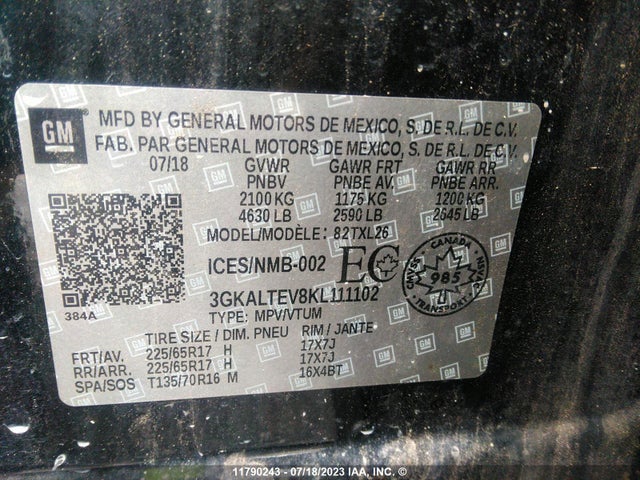 GM
MFD BY GENERAL MOTORS DE MEXICO, S. DE R.L. DE C.V.
FAB. PAR GENERAL MOTORS DE MEXICO, S. DE R.L. DE C.V.
07/18 GVWR GAWR FRT GAWR RR
PNBV PNBE AV. PNBE ARR.
2100 KG 1175 KG 1200 KG
4630 LB 2590 LB 2645 LB
MODEL/MODÈLE: 82TXL26
ICES/NMB-002 EC
CANADA
985
TRANSPORT
384A
3GKALTEV8KL111102
TYPE: MPV/VTUM
TIRE SIZE / DIM. PNEU RIM / JANTE
FRT/AV. 225/65R17 H 17X7J
RR/ARR. 225/65R17 H 17X7J
SPA/SOS T135/70R16 M 16X4BT
11790243 - 07/18/2023 IAA, INC. ©